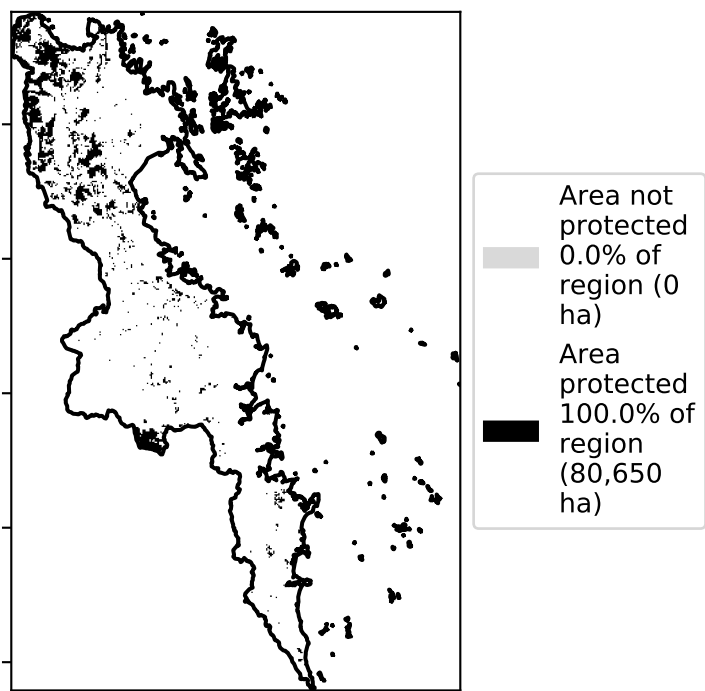 Area not
protected
0.0% of
region (0
ha)
Area
protected
100.0% of
region
(80,650
ha)